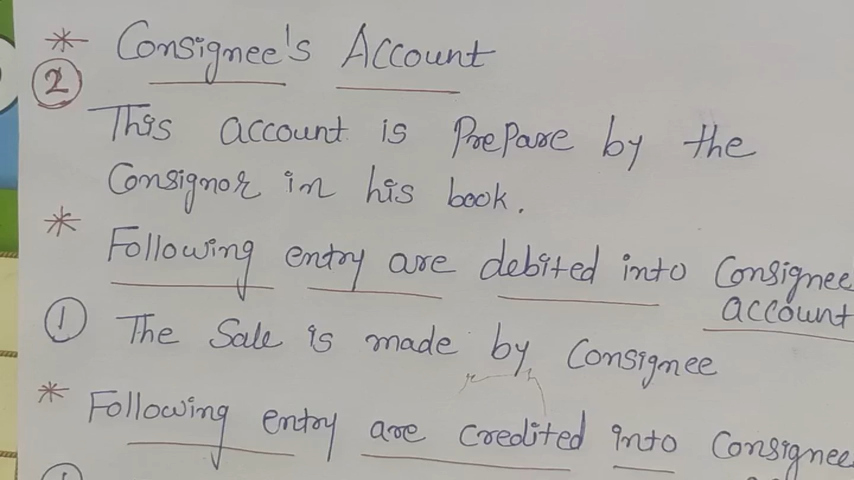 * Consignee's Account
② This account is Prepare by the
Consignor in his book.
* Following entry are debited into Consignee
account
① The Sale is made by Consignee
* Following entry are credited into Consignee
①